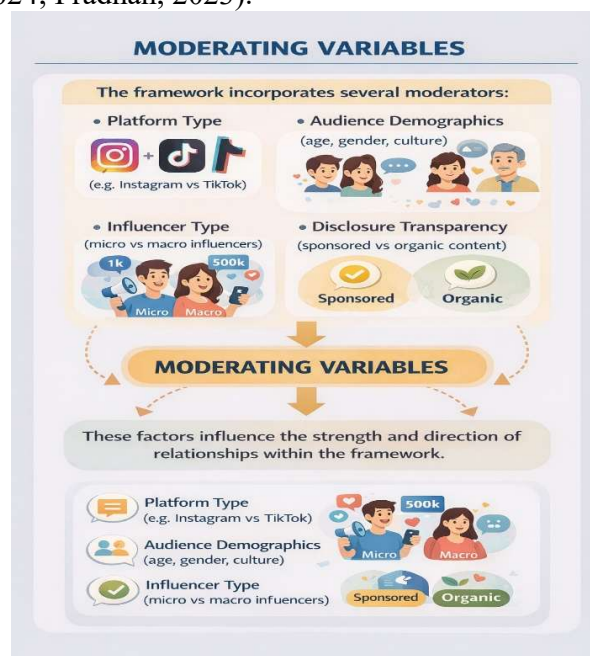 024; Pradhan, 2023).
MODERATING VARIABLES
The framework incorporates several moderators:
• Platform Type
(e.g. Instagram vs TikTok)
• Audience Demographics
(age, gender, culture)
• Influencer Type
(micro vs macro influencers)
1k
500k
Micro
Macro
• Disclosure Transparency
(sponsored vs organic content)
Sponsored
Organic
MODERATING VARIABLES
These factors influence the strength and direction of
relationships within the framework.
Platform Type
(e.g. Instagram vs TikTok)
Audience Demographics
(age, gender, culture)
Influencer Type
(micro vs macro infuencers)
500k
Micro
Macro
Sponsored
Organic